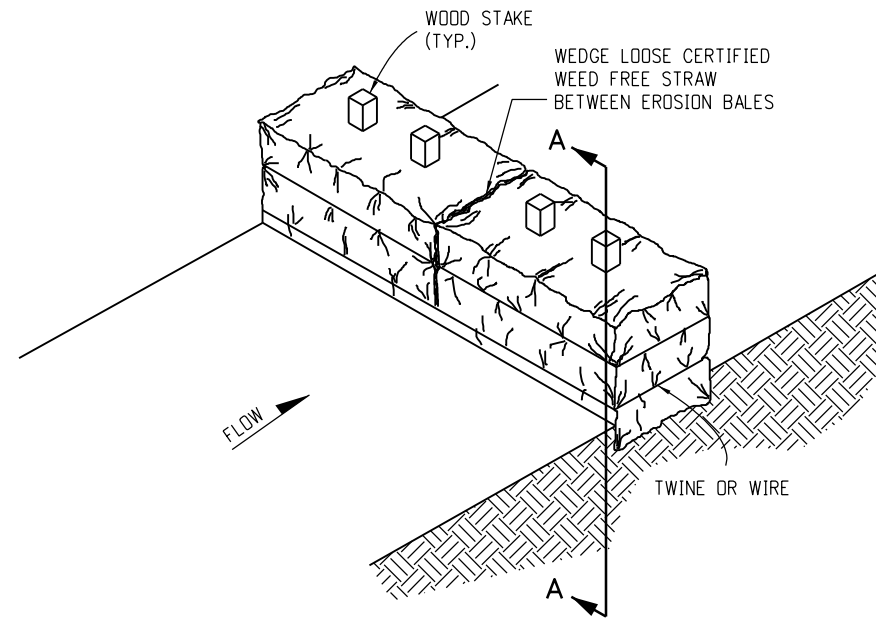 WOOD STAKE
(TYP.)
WEDGE LOOSE CERTIFIED
WEED FREE STRAW
BETWEEN EROSION BALES
A
FLOW
TWINE OR WIRE
A